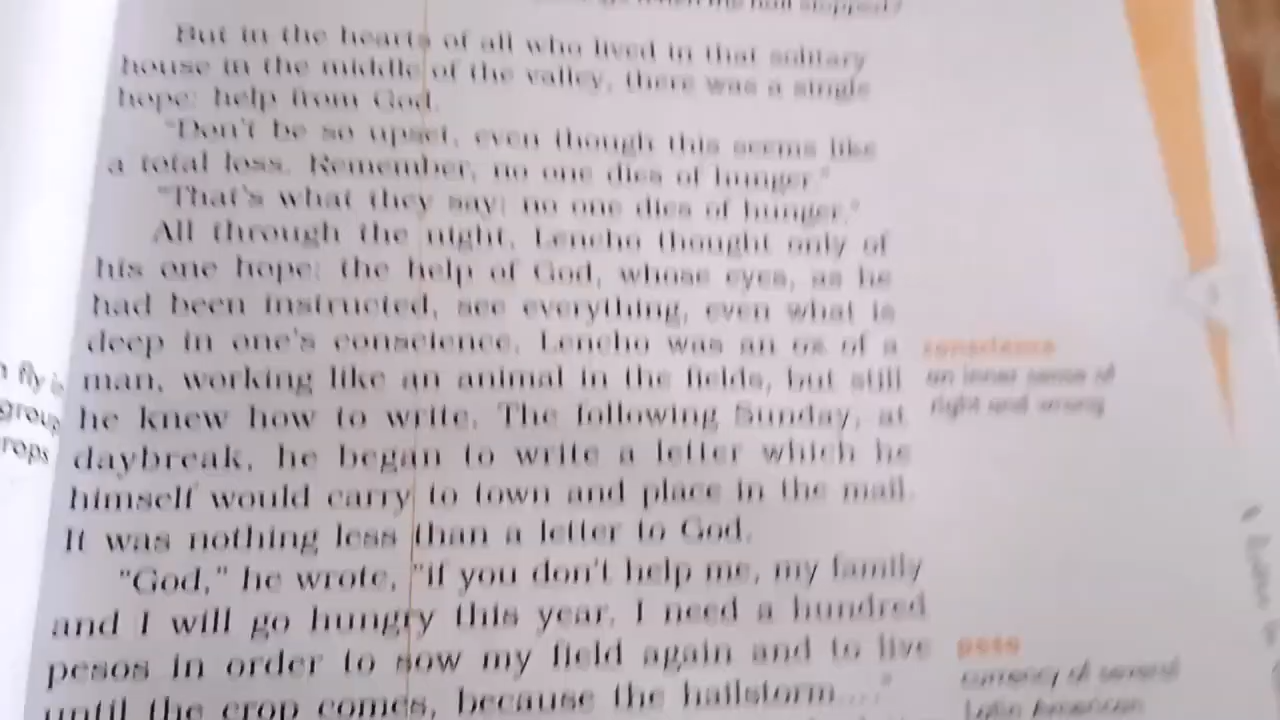 But in the hearts of all who lived in that solitary
house in the middle of the valley, there was a single
hope: help from God.
"Don't be so upset, even though this seems like
a total loss. Remember, no one dies of hunger."
"That's what they say: no one dies of hunger."
All through the night, Lencho thought only of
his one hope: the help of God, whose eyes, as he
had been instructed, see everything, even what is
deep in one's conscience. Lencho was an ox of a
man, working like an animal in the fields, but still
he knew how to write. The following Sunday, at
daybreak, he began to write a letter which he
himself would carry to town and place in the mail.
It was nothing less than a letter to God.
"God," he wrote, "if you don't help me, my family
and I will go hungry this year. I need a hundred
pesos in order to sow my field again and to live
until the crop comes, because the hailstorm...."
conscience
an inner sense of
right and wrong
peso
currency of several
Latin American
fly is
group
rops